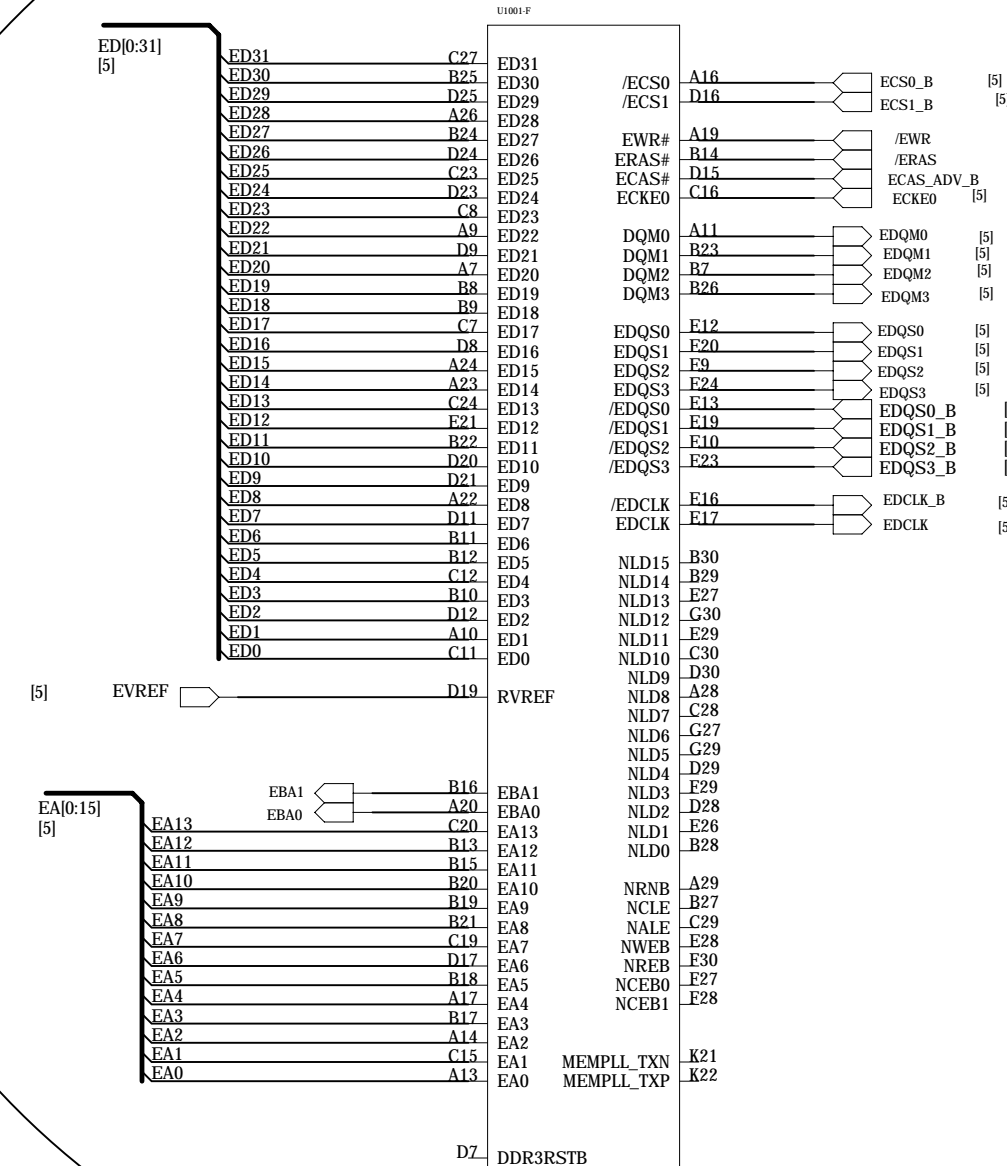 U1001-F
ED[0:31]
[5]
ED31 C27 ED31
ED30 B25 ED30 /ECS0 A16 ECS0_B [5]
ED29 D25 ED29 /ECS1 D16 ECS1_B [5
ED28 A26 ED28
ED27 B24 ED27 EWR# A19 /EWR
ED26 D24 ED26 ERAS# B14 /ERAS
ED25 C23 ED25 ECAS# D15 ECAS_ADV_B
ED24 D23 ED24 ECKE0 C16 ECKE0 [5]
ED23 C8 ED23
ED22 A9 ED22 DQM0 A11 EDQM0 [5]
ED21 D9 ED21 DQM1 B23 EDQM1 [5]
ED20 A7 ED20 DQM2 B7 EDQM2 [5]
ED19 B8 ED19 DQM3 B26 EDQM3 [5]
ED18 B9 ED18
ED17 C7 ED17 EDQS0 E12 EDQS0 [5]
ED16 D8 ED16 EDQS1 E20 EDQS1 [5]
ED15 A24 ED15 EDQS2 E9 EDQS2 [5]
ED14 A23 ED14 EDQS3 E24 EDQS3 [5]
ED13 C24 ED13 /EDQS0 E13 EDQS0_B [
ED12 E21 ED12 /EDQS1 E19 EDQS1_B [
ED11 B22 ED11 /EDQS2 E10 EDQS2_B [
ED10 D20 ED10 /EDQS3 E23 EDQS3_B [
ED9 D21 ED9
ED8 A22 ED8 /EDCLK E16 EDCLK_B [5
ED7 D11 ED7 EDCLK E17 EDCLK [5
ED6 B11 ED6
ED5 B12 ED5 NLD15 B30
ED4 C12 ED4 NLD14 B29
ED3 B10 ED3 NLD13 E27
ED2 D12 ED2 NLD12 G30
ED1 A10 ED1 NLD11 E29
ED0 C11 ED0 NLD10 C30
NLD9 D30
[5] EVREF D19 RVREF NLD8 A28
NLD7 C28
NLD6 G27
NLD5 G29
NLD4 D29
EBA1 B16 EBA1 NLD3 F29
EA[0:15]
[5]
EBA0 A20 EBA0 NLD2 D28
EA13 C20 EA13 NLD1 E26
EA12 B13 EA12 NLD0 B28
EA11 B15 EA11
EA10 B20 EA10 NRNB A29
EA9 B19 EA9 NCLE B27
EA8 B21 EA8 NALE C29
EA7 C19 EA7 NWEB E28
EA6 D17 EA6 NREB F30
EA5 B18 EA5 NCEB0 F27
EA4 A17 EA4 NCEB1 F28
EA3 B17 EA3
EA2 A14 EA2
EA1 C15 EA1 MEMPLL_TXN K21
EA0 A13 EA0 MEMPLL_TXP K22
D7 DDR3RSTB